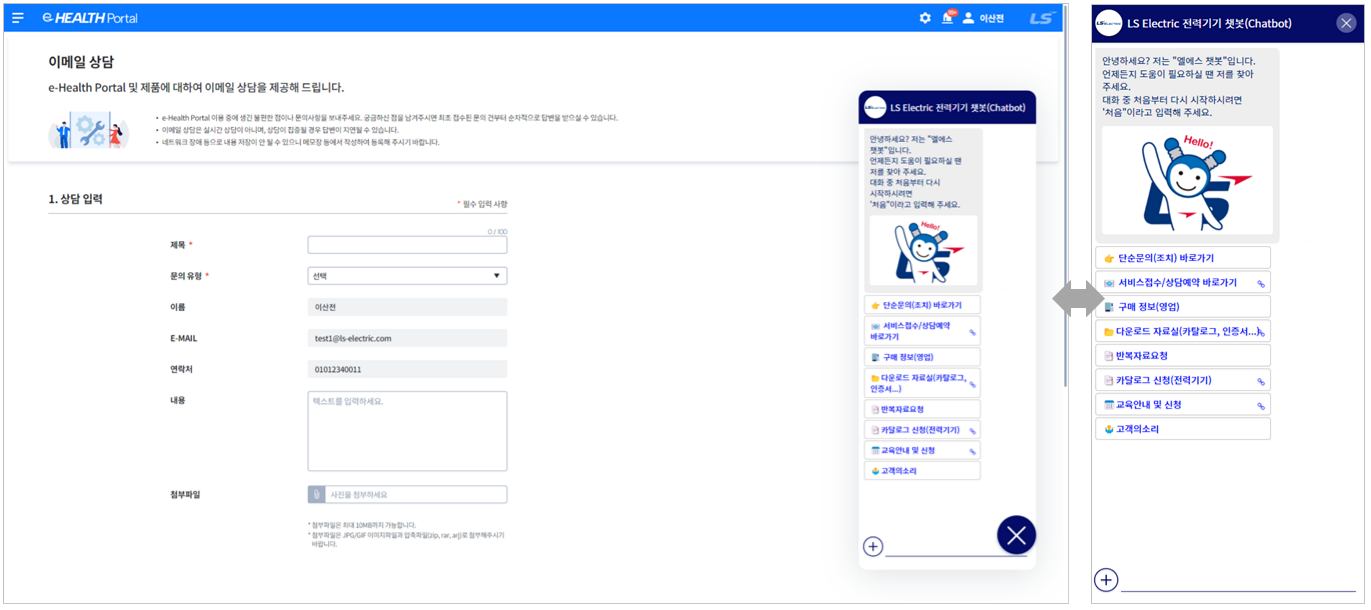 e-HEALTH Portal
50+
이산전
LS
이메일 상담
e-Health Portal 및 제품에 대하여 이메일 상담을 제공해 드립니다.
• e-Health Portal 이용 중에 생긴 불편한 점이나 문의사항을 보내주세요. 궁금하신 점을 남겨주시면 최초 접수된 문의 건부터 순차적으로 답변을 받으실 수 있습니다.
• 이메일 상담은 실시간 상담이 아니며, 상담이 집중될 경우 답변이 지연될 수 있습니다.
• 네트워크 장애 등으로 내용 저장이 안 될 수 있으니 메모장 등에서 작성하여 등록해 주시기 바랍니다.
1. 상담 입력
* 필수 입력 사항
0 / 100
제목 *
문의 유형 *
선택
이름
이산전
E-MAIL
test1@ls-electric.com
연락처
01012340011
내용
텍스트를 입력하세요.
첨부파일
사진을 첨부하세요
* 첨부파일은 최대 10MB까지 가능합니다.
* 첨부파일은 JPG/GIF 이미지파일과 압축파일(zip, rar, arj)로 첨부해주시기
바랍니다.
LS Electric 전력기기 챗봇(Chatbot)
안녕하세요? 저는 "엘에스
챗봇"입니다.
언제든지 도움이 필요하실 땐
저를 찾아 주세요.
대화 중 처음부터 다시
시작하시려면
'처음"이라고 입력해 주세요.
Hello!
LS
단순문의(조치) 바로가기
서비스접수/상담예약
바로가기
구매 정보(영업)
다운로드 자료실(카탈로그,
인증서...)
반복자료요청
카달로그 신청(전력기기)
교육안내 및 신청
고객의소리
LS ELECTRIC
LS Electric 전력기기 챗봇(Chatbot)
안녕하세요? 저는 "엘에스 챗봇"입니다.
언제든지 도움이 필요하실 땐 저를 찾아
주세요.
대화 중 처음부터 다시 시작하시려면
'처음"이라고 입력해 주세요.
Hello!
LS
단순문의(조치) 바로가기
서비스접수/상담예약 바로가기
구매 정보(영업)
다운로드 자료실(카탈로그, 인증서...)
반복자료요청
카달로그 신청(전력기기)
교육안내 및 신청
고객의소리